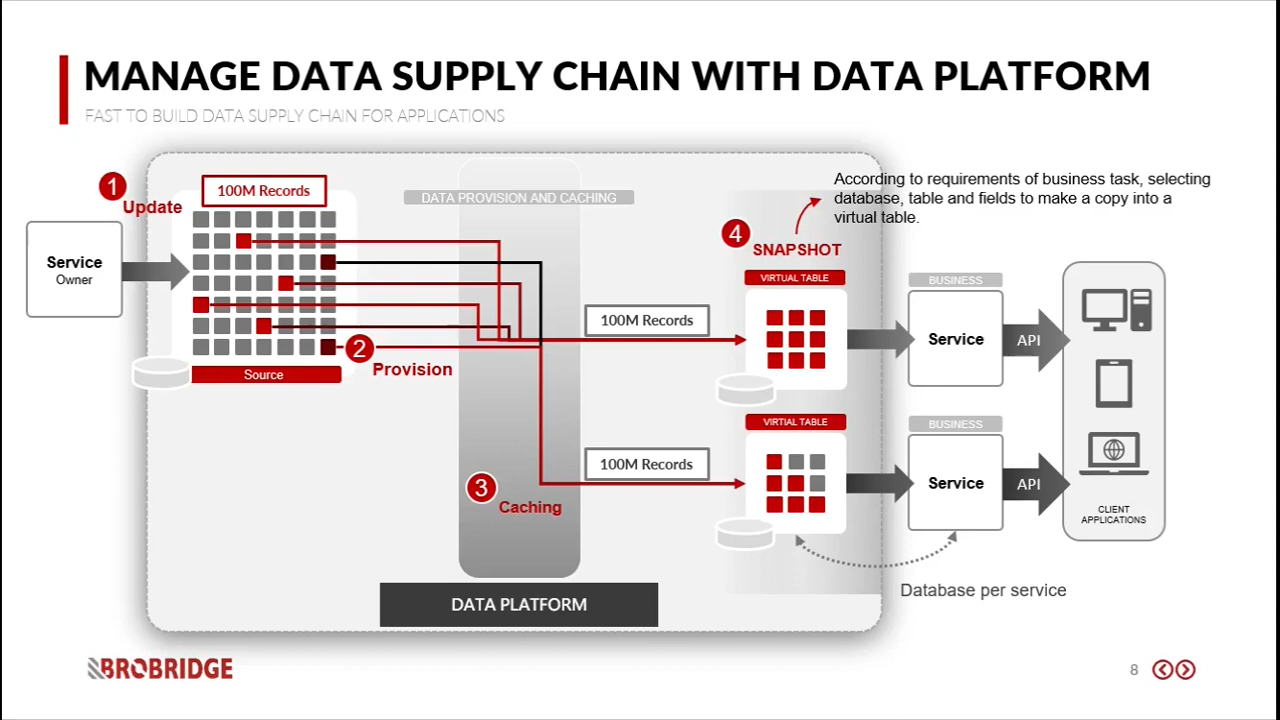 MANAGE DATA SUPPLY CHAIN WITH DATA PLATFORM
FAST TO BUILD DATA SUPPLY CHAIN FOR APPLICATIONS
1
Update
100M Records
Service
Owner
Source
2
Provision
DATA PROVISION AND CACHING
3
Caching
DATA PLATFORM
100M Records
100M Records
4
SNAPSHOT
According to requirements of business task, selecting
database, table and fields to make a copy into a
virtual table.
VIRTUAL TABLE
BUSINESS
Service
API
VIRTIAL TABLE
BUSINESS
Service
API
CLIENT
APPLICATIONS
Database per service
BROBRIDGE
8